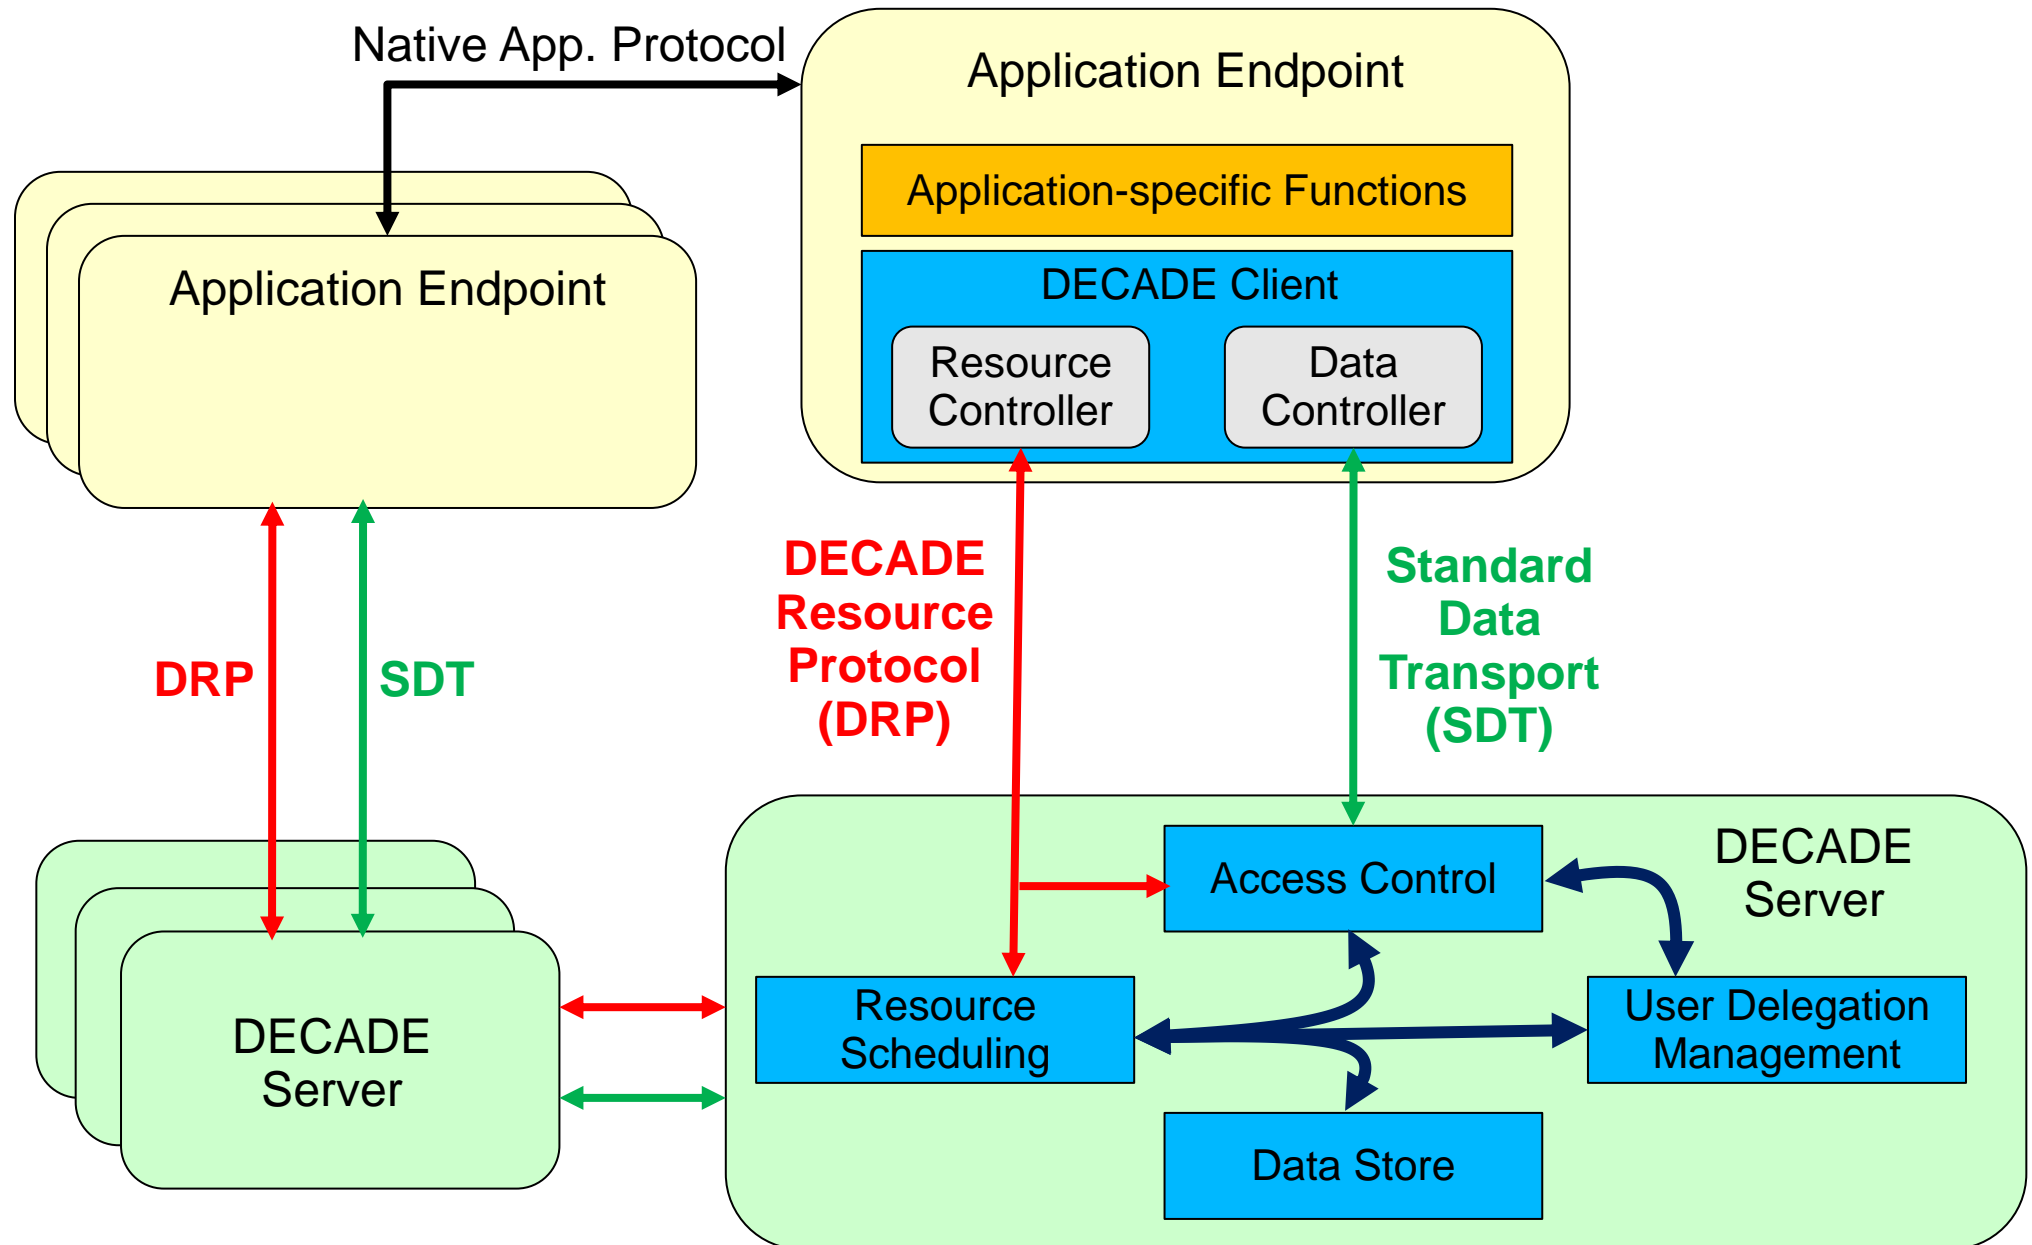 Native App. Protocol
Application Endpoint
Application-specific Functions
DECADE Client
Resource
Controller
Data
Controller
Application Endpoint
DRP
SDT
DECADE
Resource
Protocol
(DRP)
Standard
Data
Transport
(SDT)
DECADE
Server
Access Control
Resource
Scheduling
User Delegation
Management
Data Store
DECADE
Server